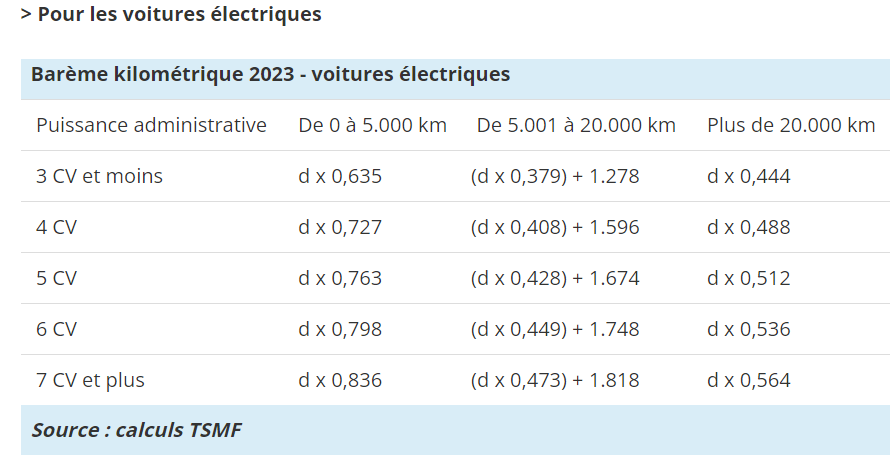 > Pour les voitures électriques
Barème kilométrique 2023 - voitures électriques
Puissance administrative De 0 à 5.000 km De 5.001 à 20.000 km Plus de 20.000 km
3 CV et moins d x 0,635 (d x 0,379) + 1.278 d x 0,444
4 CV d x 0,727 (d x 0,408) + 1.596 d x 0,488
5 CV d x 0,763 (d x 0,428) + 1.674 d x 0,512
6 CV d x 0,798 (d x 0,449) + 1.748 d x 0,536
7 CV et plus d x 0,836 (d x 0,473) + 1.818 d x 0,564
Source : calculs TSMF